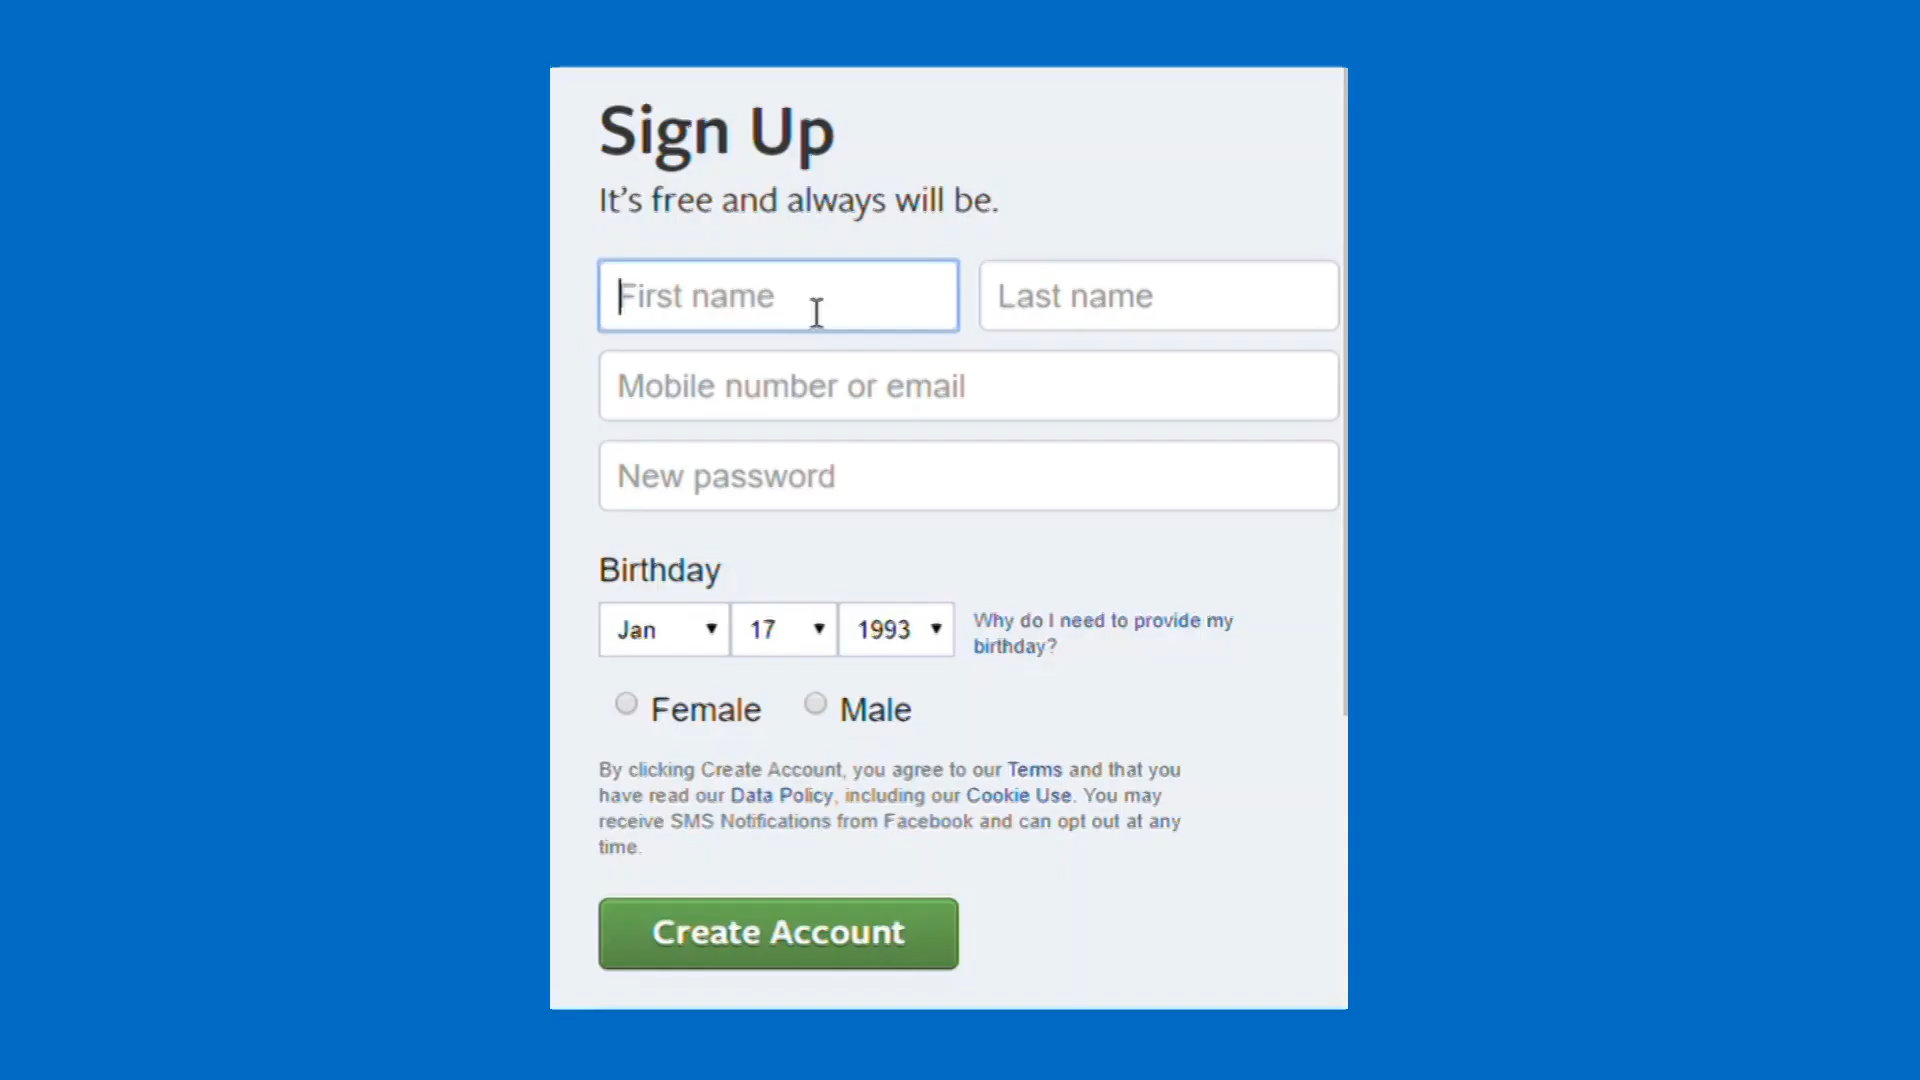 Sign Up
It's free and always will be.
First name Last name
Mobile number or email
New password
Birthday
Jan 17 1993 Why do I need to provide my
birthday?
Female Male
By clicking Create Account, you agree to our Terms and that you
have read our Data Policy, including our Cookie Use. You may
receive SMS Notifications from Facebook and can opt out at any
time.
Create Account